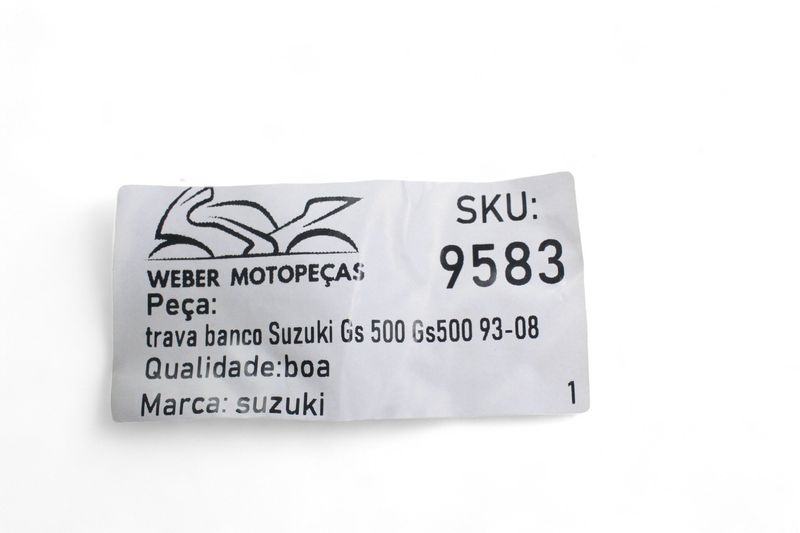 WEBER MOTOPEÇAS
SKU:
9583
Peça:
trava banco Suzuki Gs 500 Gs500 93-08
Qualidade:boa
Marca: suzuki
1